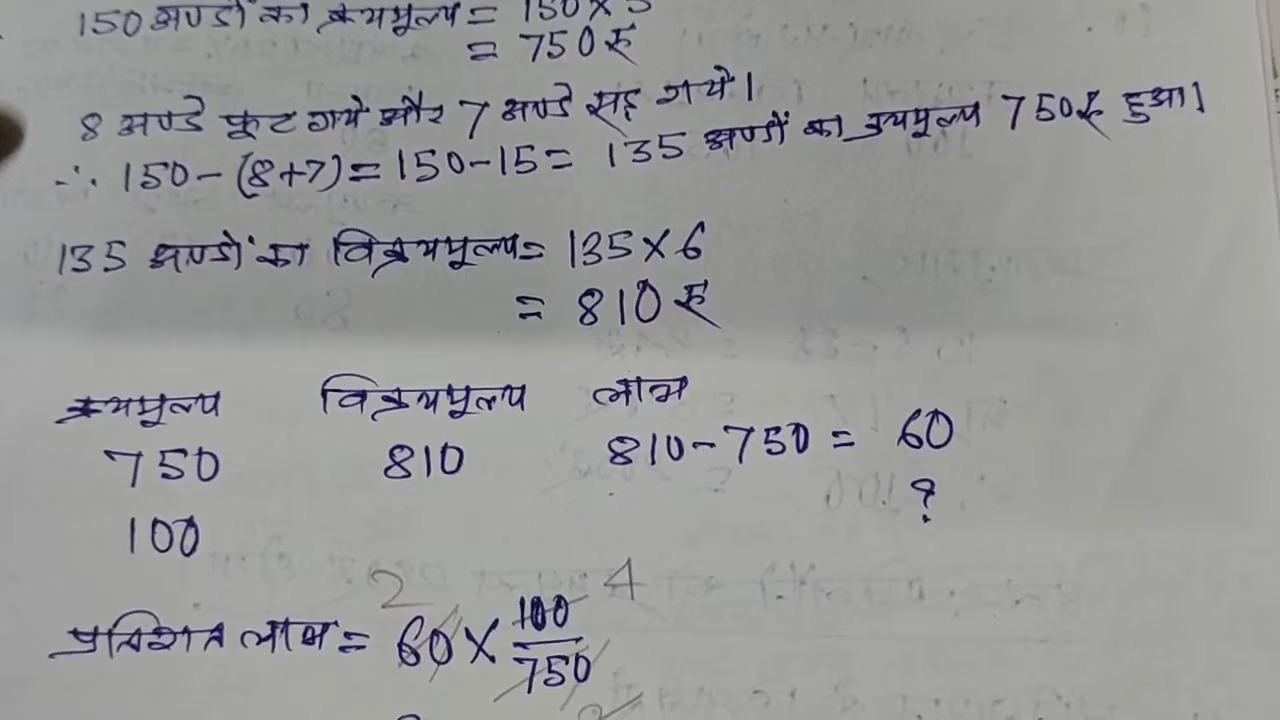 150 अण्डों का क्रयमूल्य = 150 × 5
= 750 रु
8 अण्डे फूट गये और 7 अण्डे सड़ गये।
∴ 150 - (8+7) = 150 - 15 = 135 अण्डों का क्रयमूल्य 750 रु हुआ।
135 अण्डों का विक्रयमूल्य = 135 × 6
= 810 रु
क्रयमूल्य विक्रयमूल्य लाभ
750 810 810 - 750 = 60
100 ?
2 4
प्रतिशत लाभ = 60 × 100/750